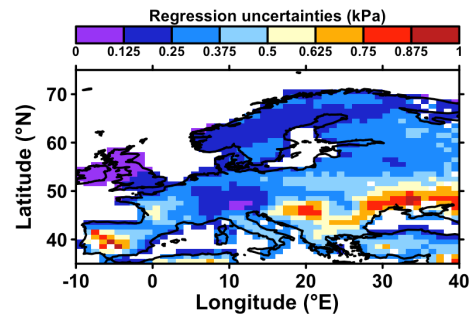 Regression uncertainties (kPa)
0 0.125 0.25 0.375 0.5 0.625 0.75 0.875 1
Latitude (°N)
70
60
50
40
-10 0 10 20 30 40
Longitude (°E)